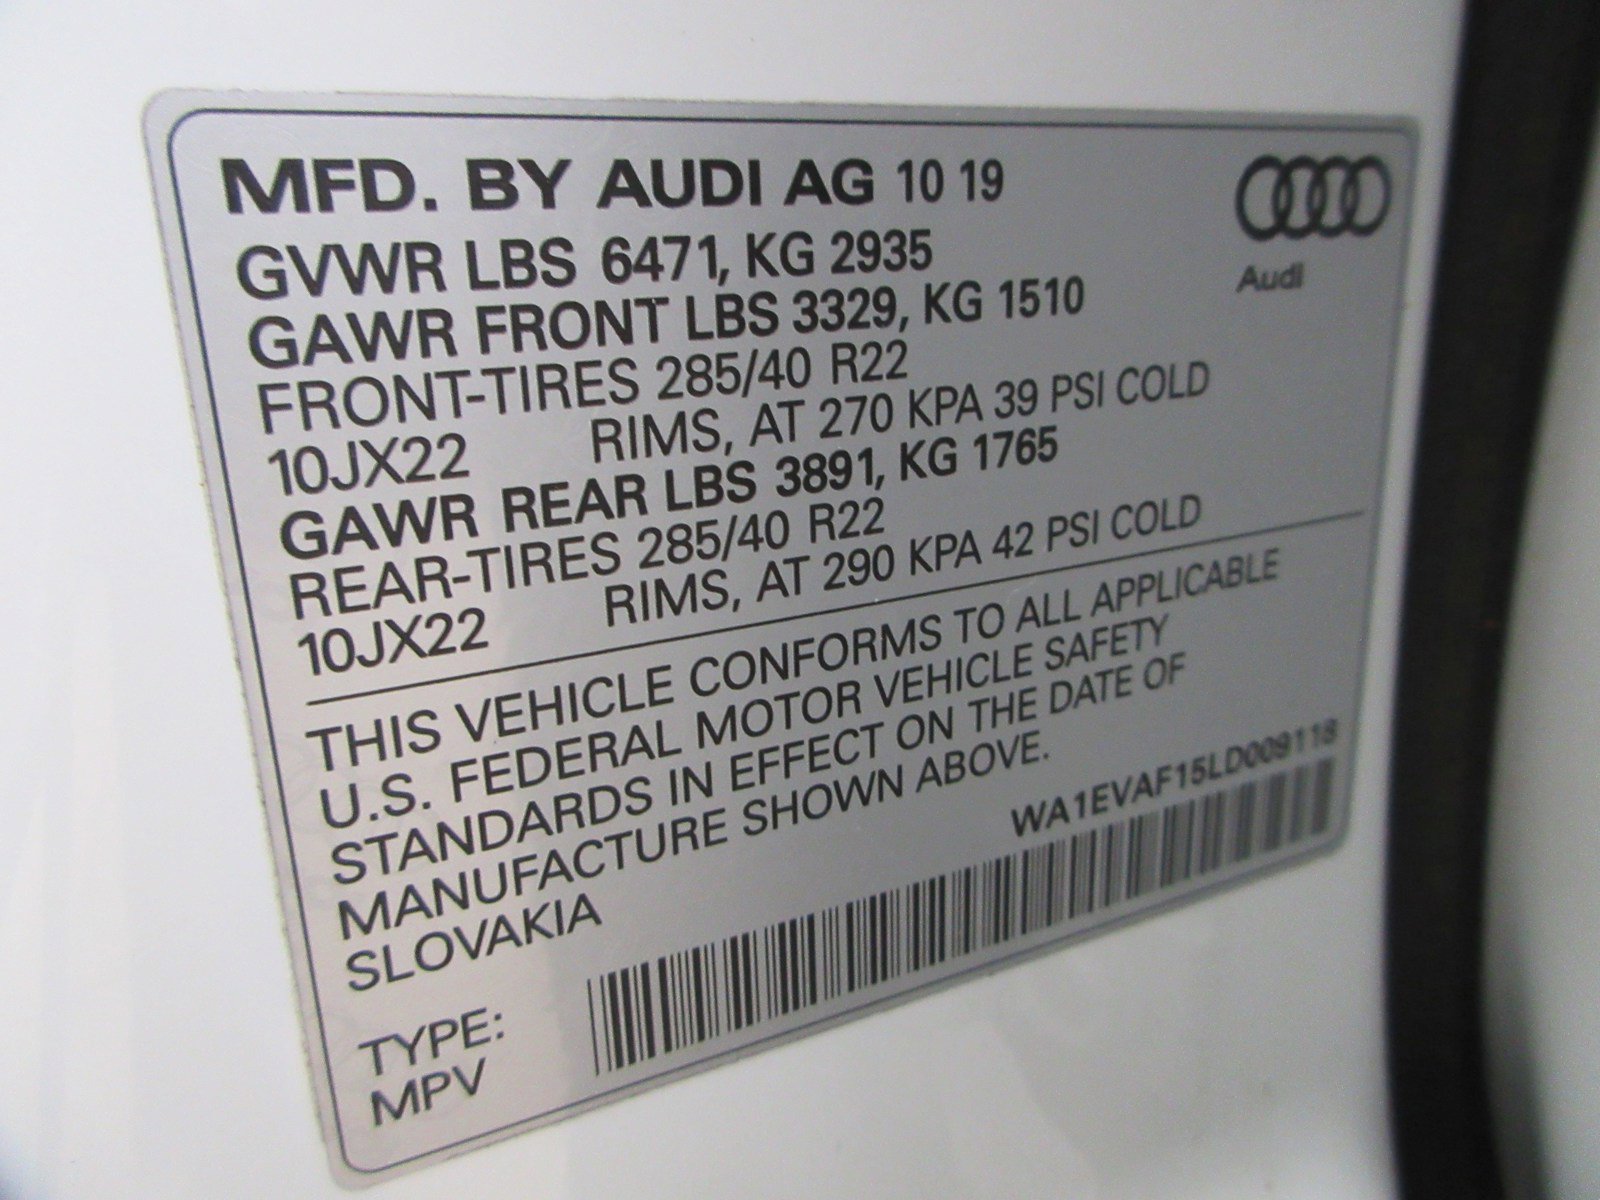 MFD. BY AUDI AG 10 19
GVWR LBS 6471, KG 2935
GAWR FRONT LBS 3329, KG 1510
FRONT-TIRES 285/40 R22
10JX22 RIMS, AT 270 KPA 39 PSI COLD
GAWR REAR LBS 3891, KG 1765
REAR-TIRES 285/40 R22
10JX22 RIMS, AT 290 KPA 42 PSI COLD
Audi
THIS VEHICLE CONFORMS TO ALL APPLICABLE
U.S. FEDERAL MOTOR VEHICLE SAFETY
STANDARDS IN EFFECT ON THE DATE OF
MANUFACTURE SHOWN ABOVE.
SLOVAKIA
WA1EVAF15LD009118
TYPE:
MPV